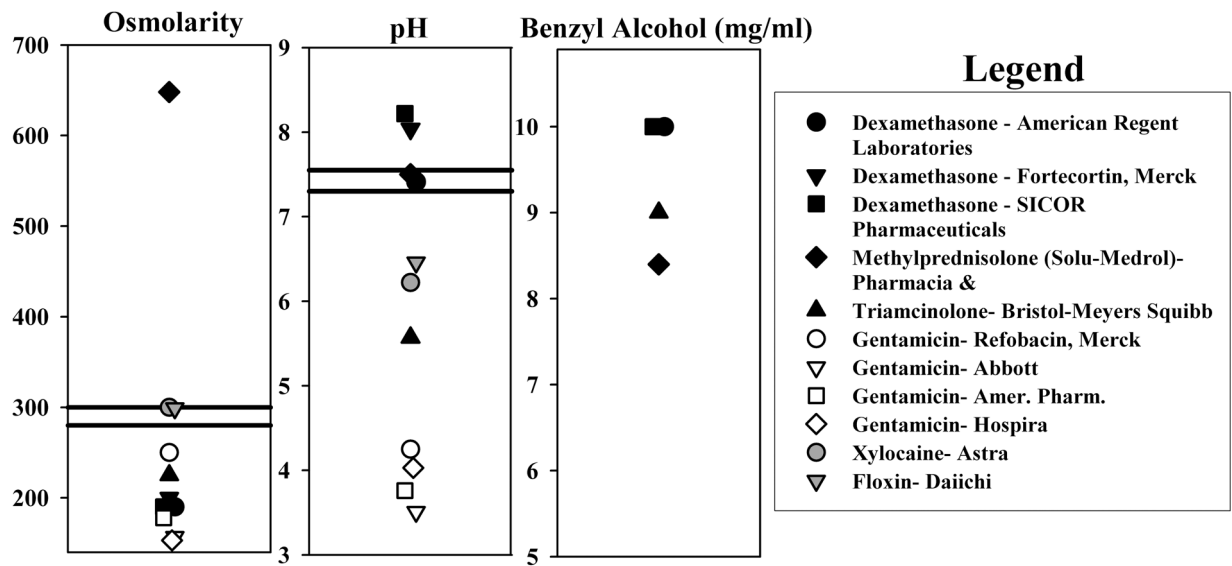 Osmolarity
700
600
500
400
300
200
pH
9
8
7
6
5
4
3
Benzyl Alcohol (mg/ml)
10
9
8
7
6
5
Legend
Dexamethasone - American Regent
Laboratories
Dexamethasone - Fortecortin, Merck
Dexamethasone - SICOR
Pharmaceuticals
Methylprednisolone (Solu-Medrol)-
Pharmacia &
Triamcinolone- Bristol-Meyers Squibb
Gentamicin- Refobacin, Merck
Gentamicin- Abbott
Gentamicin- Amer. Pharm.
Gentamicin- Hospira
Xylocaine- Astra
Floxin- Daiichi